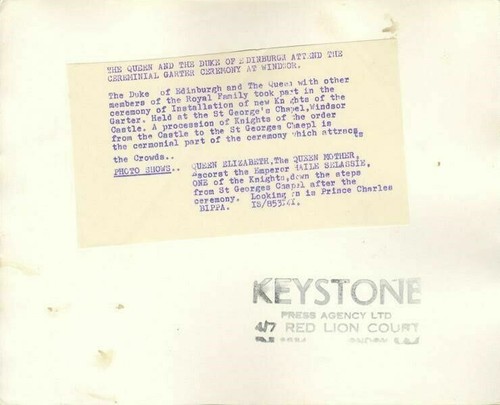 THE QUEEN AND THE DUKE OF EDINBURGH ATTEND THE
CEREMINIAL GARTER CEREMONY AT WINDSOR.
The Duke of Edinburgh and The Queen with other
members of the Royal Family took part in the
ceremony of Installation of new Knights of the
Garter. Held at the St George's Chapel,Windsor
Castle. A procession of Knights of the order
from the Castle to the St Georges Chaepl is
the cermonial part of the ceremony which attracts
the Crowds..
PHOTO SHOWS..
QUEEN ELIZABETH,The QUEEN MOTHER,
escorst the Emperor HAILE SELASSIE,
ONE of the Knights,down the steps
from St Georges Chapel after the
ceremony. Looking is Prince Charles
BIPPA.
KEYSTONE
PRESS AGENCY LTD
4/7 RED LION COURT